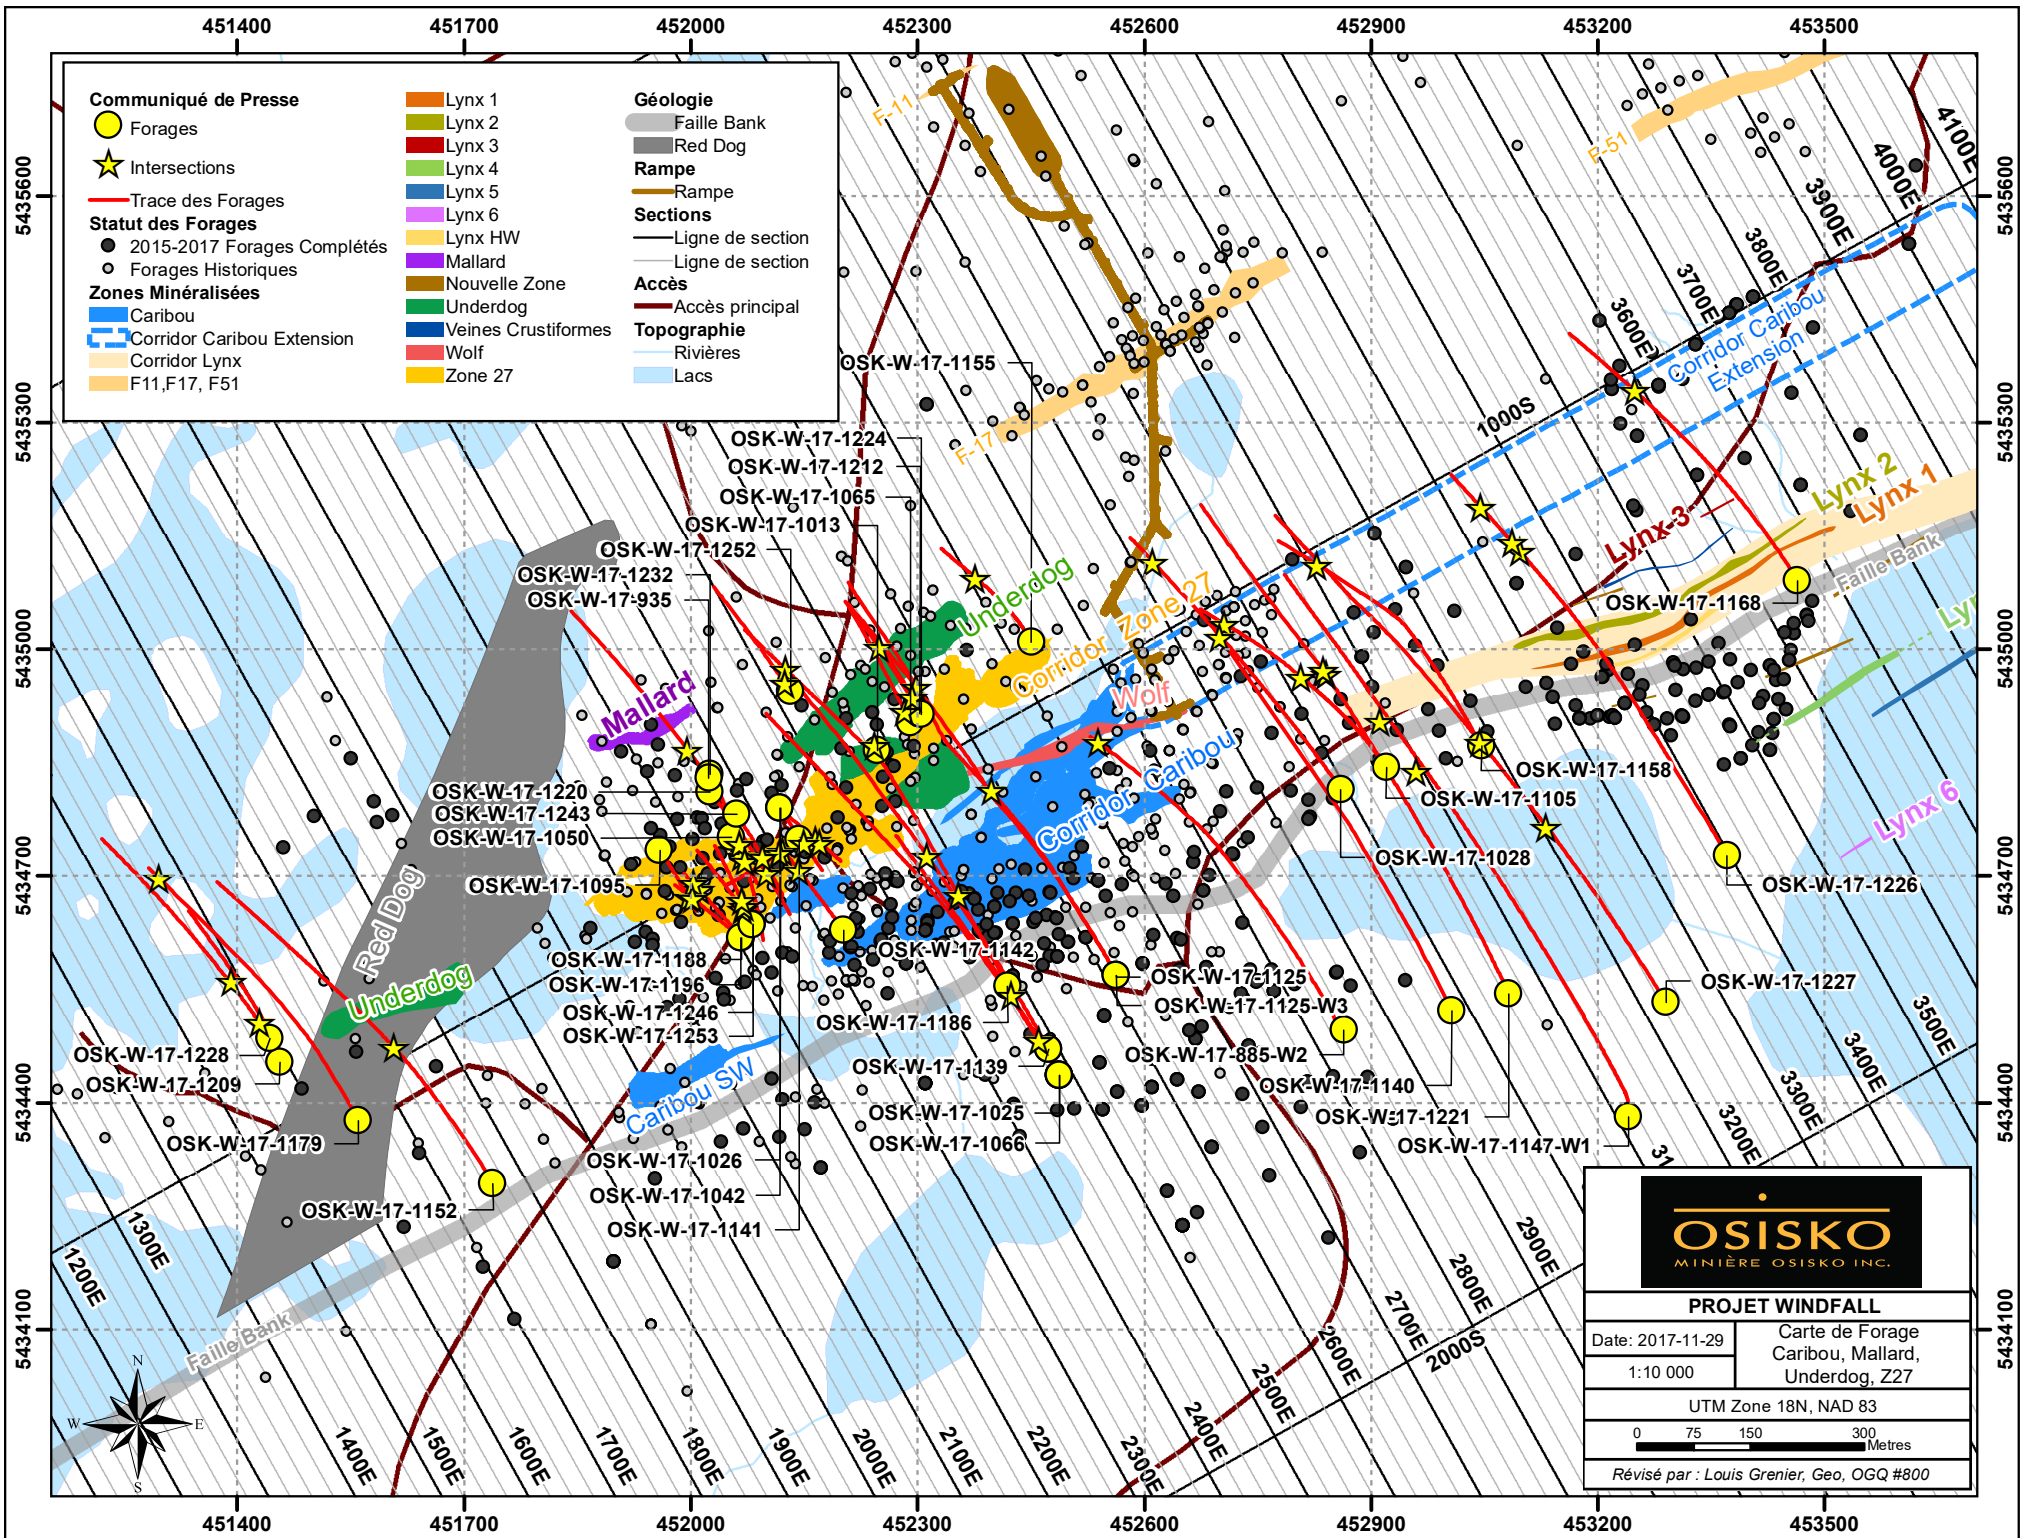 451400 451700 452000 452300 452600 452900 453200 453500
Communiqué de Presse
Forages
Intersections
Trace des Forages
Statut des Forages
2015-2017 Forages Complétés
Forages Historiques
Zones Minéralisées
Caribou
Corridor Caribou Extension
Corridor Lynx
F11,F17, F51
Lynx 1
Lynx 2
Lynx 3
Lynx 4
Lynx 5
Lynx 6
Lynx HW
Mallard
Nouvelle Zone
Underdog
Veines Crustiformes
Wolf
Zone 27
Géologie
Faille Bank
Red Dog
Rampe
Rampe
Sections
Ligne de section
Ligne de section
Accès
Accès principal
Topographie
Rivières
Lacs
5435600
5435300
5435000
5434700
5434400
5434100
5435600
5435300
5435000
5434700
5434400
5434100
F-11
F-17
F-51
4100E
4000E
3900E
3800E
3700E
3600E
1000S
Corridor Caribou
Extension
OSK-W-17-1155
OSK-W-17-1224
OSK-W-17-1212
OSK-W-17-1065
OSK-W-17-1013
OSK-W-17-1252
OSK-W-17-1232
OSK-W-17-935
Underdog
Corridor Zone 27
Wolf
Corridor Caribou
Mallard
Lynx 2
Lynx 1
Lynx-3
Faille Bank
Ly
Lynx 6
OSK-W-17-1168
OSK-W-17-1220
OSK-W-17-1243
OSK-W-17-1050
OSK-W-17-1095
OSK-W-17-1158
OSK-W-17-1105
OSK-W-17-1028
OSK-W-17-1226
Red Dog
Underdog
OSK-W-17-1142
OSK-W-17-1188
OSK-W-17-1196
OSK-W-17-1246
OSK-W-17-1253
OSK-W-17-1125
OSK-W-17-1125-W3
OSK-W-17-1227
OSK-W-17-1186
OSK-W-17-1228
OSK-W-17-1209
OSK-W-17-885-W2
OSK-W-17-1139
OSK-W-17-1140
Caribou SW
OSK-W-17-1025
OSK-W-17-1066
OSK-W-17-1221
OSK-W-17-1147-W1
OSK-W-17-1179
OSK-W-17-1026
OSK-W-17-1042
OSK-W-17-1141
OSK-W-17-1152
Faille Bank
1200E
1300E
1400E
1500E
1600E
1700E
1800E
1900E
2000E
2100E
2200E
2300E
2400E
2500E
2600E
2700E
2800E
2900E
31
3200E
3300E
3400E
3500E
2000S
N
W
E
S
OSISKO
MINIÈRE OSISKO INC.
PROJET WINDFALL
Date: 2017-11-29
1:10 000
Carte de Forage
Caribou, Mallard,
Underdog, Z27
UTM Zone 18N, NAD 83
0 75 150 300
Metres
Révisé par : Louis Grenier, Geo, OGQ #800
451400 451700 452000 452300 452600 452900 453200 453500